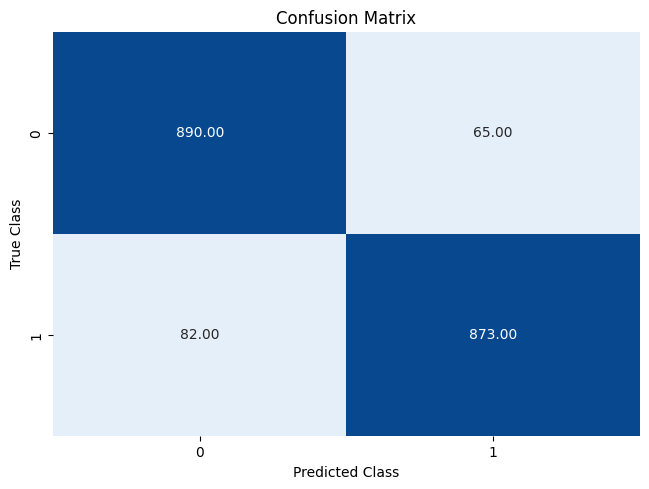 Confusion Matrix
True Class
0
890.00
65.00
1
82.00
873.00
0
1
Predicted Class